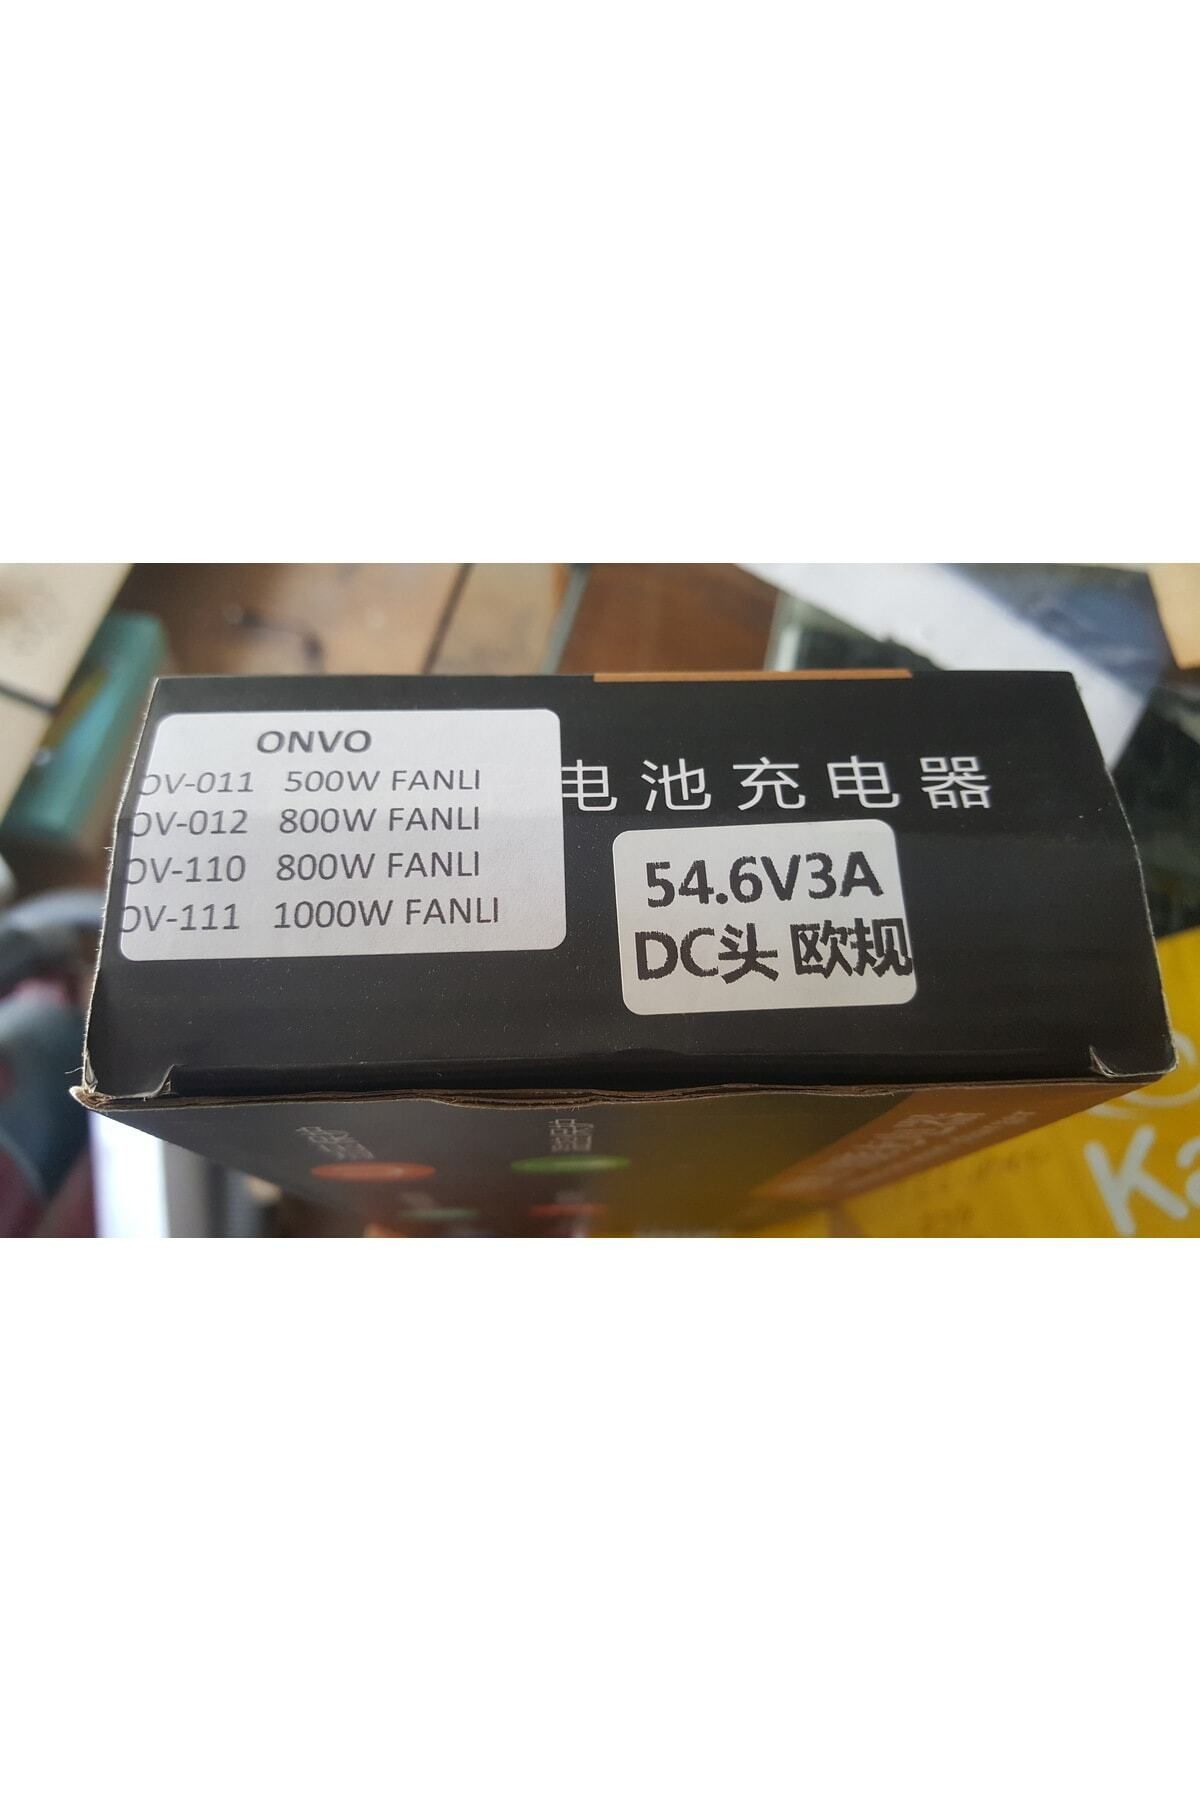 ONVO
OV-011 500W FANLI
OV-012 800W FANLI
OV-110 800W FANLI
OV-111 1000W FANLI
电池充电器
54.6V3A
DC头 欧规
Ka